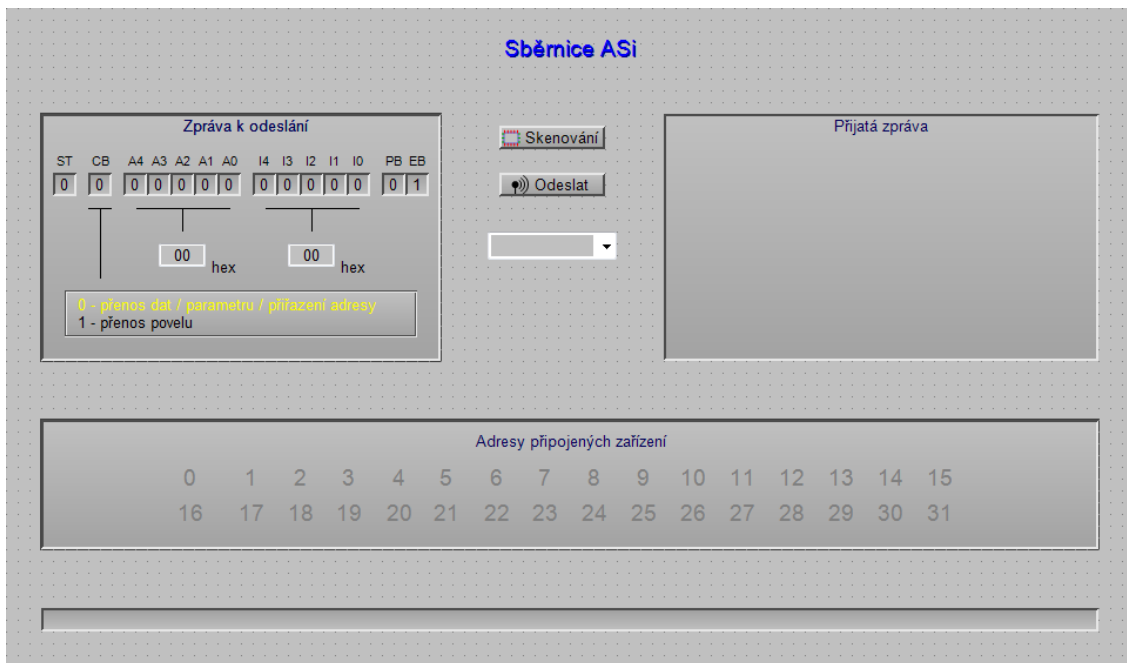 Sběrnice ASi
Zpráva k odeslání
ST CB A4 A3 A2 A1 A0 I4 I3 I2 I1 I0 PB EB
0 0 0 0 0 0 0 0 0 0 0 0 0 1
00 hex 00 hex
0 - přenos dat / parametru / přiřazení adresy
1 - přenos povelu
Skenování
Odeslat
Přijatá zpráva
Adresy připojených zařízení
0 1 2 3 4 5 6 7 8 9 10 11 12 13 14 15
16 17 18 19 20 21 22 23 24 25 26 27 28 29 30 31